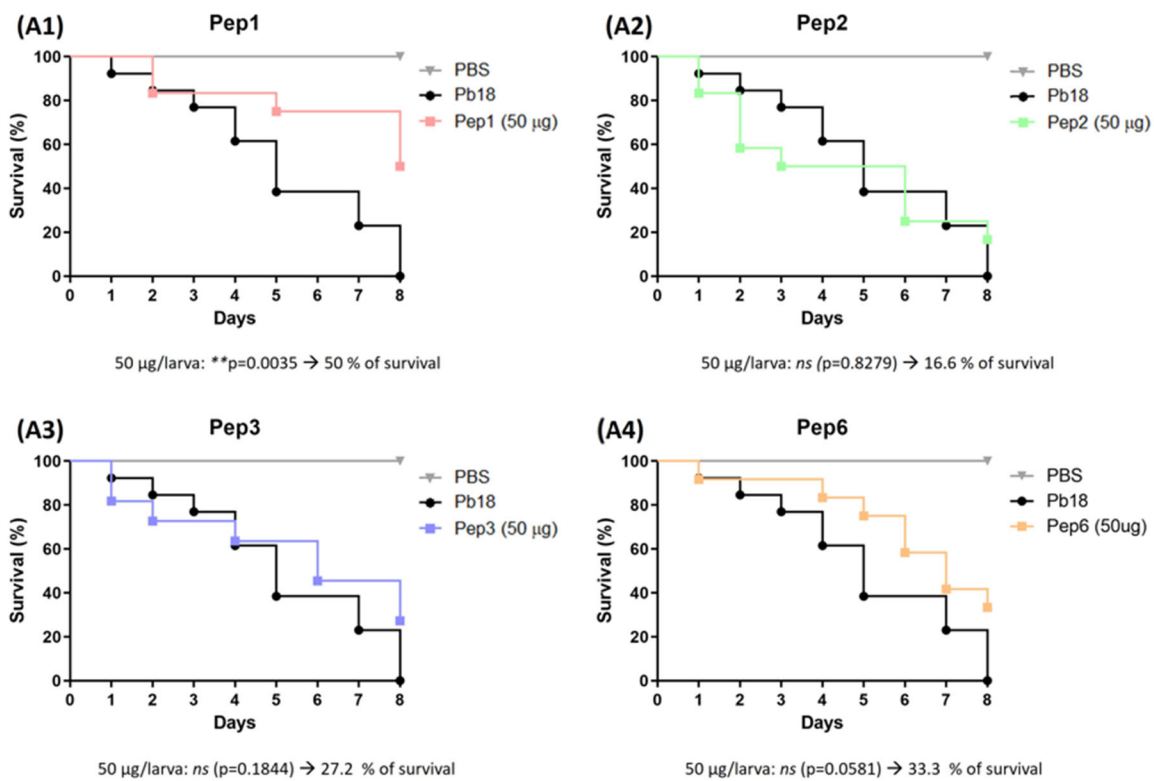 (A1)
Pep1
Survival (%)
100
80
60
40
20
0
0 1 2 3 4 5 6 7 8
Days
PBS
Pb18
Pep1 (50 μg)
50 μg/larva: **p=0.0035 → 50 % of survival
(A2)
Pep2
Survival (%)
100
80
60
40
20
0
0 1 2 3 4 5 6 7 8
Days
PBS
Pb18
Pep2 (50 μg)
50 μg/larva: ns (p=0.8279) → 16.6 % of survival
(A3)
Pep3
Survival (%)
100
80
60
40
20
0
0 1 2 3 4 5 6 7 8
Days
PBS
Pb18
Pep3 (50 μg)
50 μg/larva: ns (p=0.1844) → 27.2 % of survival
(A4)
Pep6
Survival (%)
100
80
60
40
20
0
0 1 2 3 4 5 6 7 8
Days
PBS
Pb18
Pep6 (50ug)
50 μg/larva: ns (p=0.0581) → 33.3 % of survival